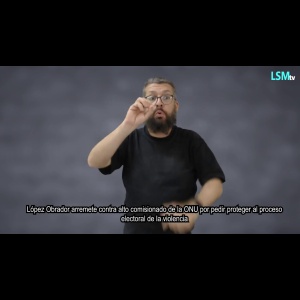 LSMtv
López Obrador arremete contra alto comisionado de la ONU por pedir proteger al proceso
electoral de la violencia